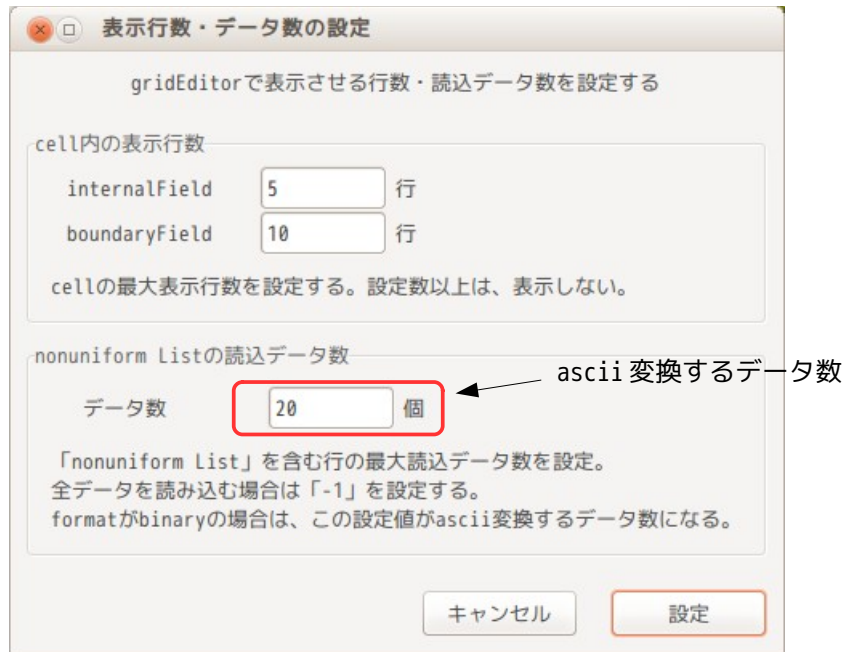 表示行数・データ数の設定
gridEditorで表示させる行数・読込データ数を設定する
cell内の表示行数
internalField 5 行
boundaryField 10 行
cellの最大表示行数を設定する。設定数以上は、表示しない。
nonuniform Listの読込データ数
ascii変換するデータ数
データ数 20 個
「nonuniform List」を含む行の最大読込データ数を設定。
全データを読み込む場合は「-1」を設定する。
formatがbinaryの場合は、この設定値がascii変換するデータ数になる。
キャンセル 設定